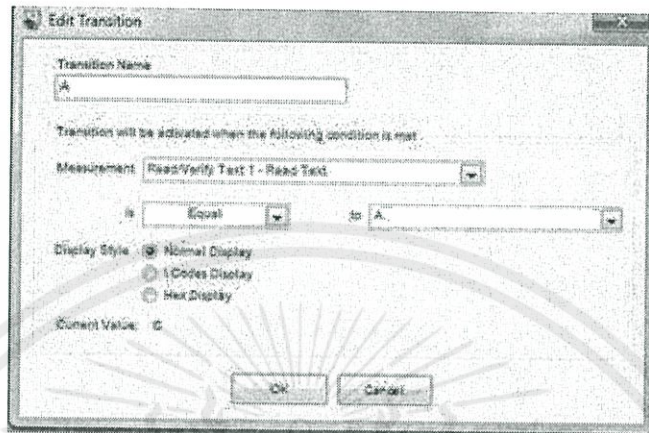 Edit Transition
Transition Name
A
Transition will be activated when the following condition is met
Measurement Read/Verify Text 1 - Read Text
is Equal to A
Display Style Normal Display
\ Codes Display
Hex Display
Current Value: C
OK Cancel